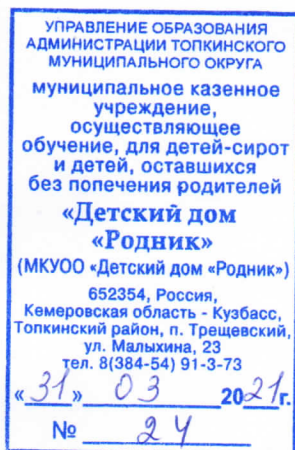 УПРАВЛЕНИЕ ОБРАЗОВАНИЯ
АДМИНИСТРАЦИИ ТОПКИНСКОГО
МУНИЦИПАЛЬНОГО ОКРУГА
муниципальное казенное
учреждение,
осуществляющее
обучение, для детей-сирот
и детей, оставшихся
без попечения родителей
«Детский дом
«Родник»
(МКУОО «Детский дом «Родник»)
652354, Россия,
Кемеровская область - Кузбасс,
Топкинский район, п. Трещевский,
ул. Малыхина, 23
тел. 8(384-54) 91-3-73
«31» 03 2021г.
№ 24